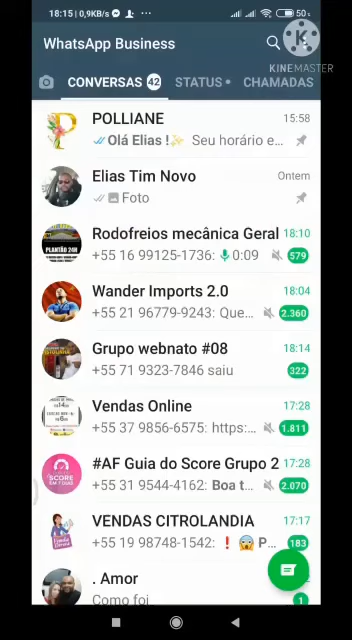 18:15 | 0,9KB/s
50
WhatsApp Business
KINEMASTER
CONVERSAS 42 STATUS • CHAMADAS
POLLIANE 15:58
Olá Elias !✨ Seu horário e...
Elias Tim Novo Ontem
Foto
PLANTÃO 24H
Rodofreios mecânica Geral 18:10
+55 16 99125-1736: 0:09 579
Wander Imports 2.0 18:04
+55 21 96779-9243: Que... 2.360
Grupo webnato #08 18:14
+55 71 9323-7846 saiu 322
Vendas Online 17:28
+55 37 9856-6575: https:... 1.811
SCORE
#AF Guia do Score Grupo 2 17:28
+55 31 9544-4162: Boa t... 2.070
VENDAS CITROLANDIA 17:17
+55 19 98748-1542: ❗ 😱 P... 183
. Amor
Como foi 1